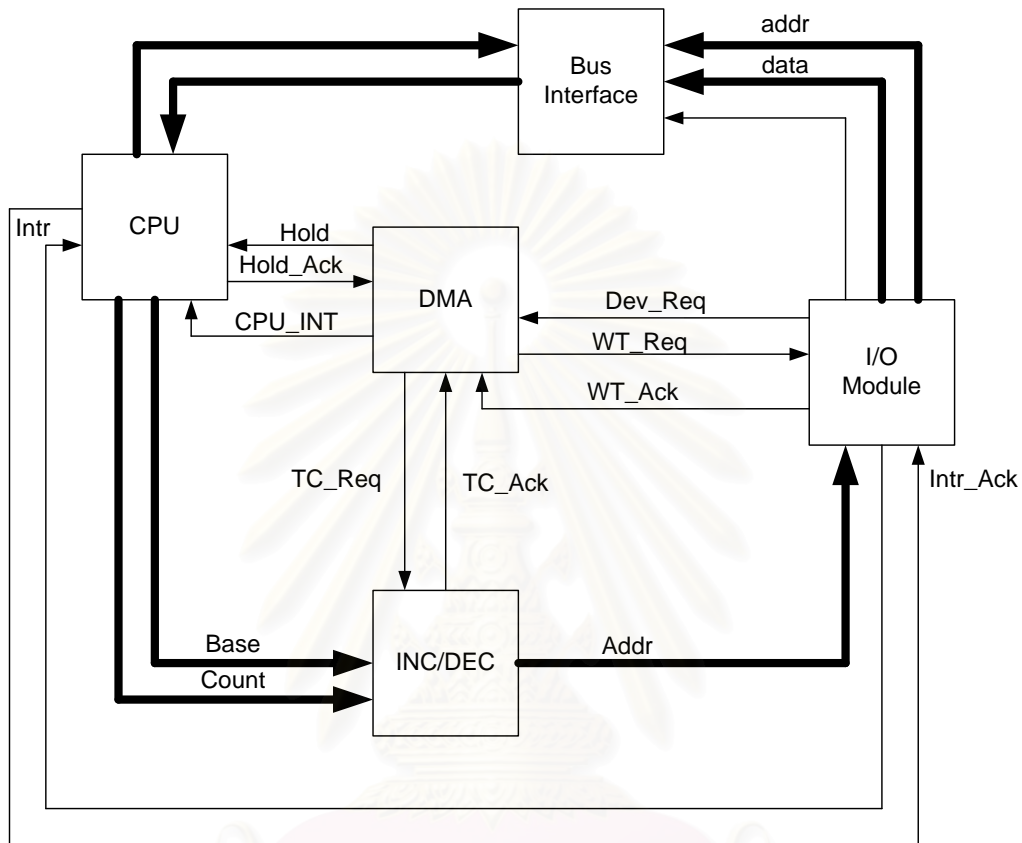 addr
Bus
Interface
data
Intr
CPU
Hold
Hold_Ack
DMA
CPU_INT
Dev_Req
WT_Req
I/O
Module
WT_Ack
TC_Req
TC_Ack
Intr_Ack
Base
INC/DEC
Addr
Count